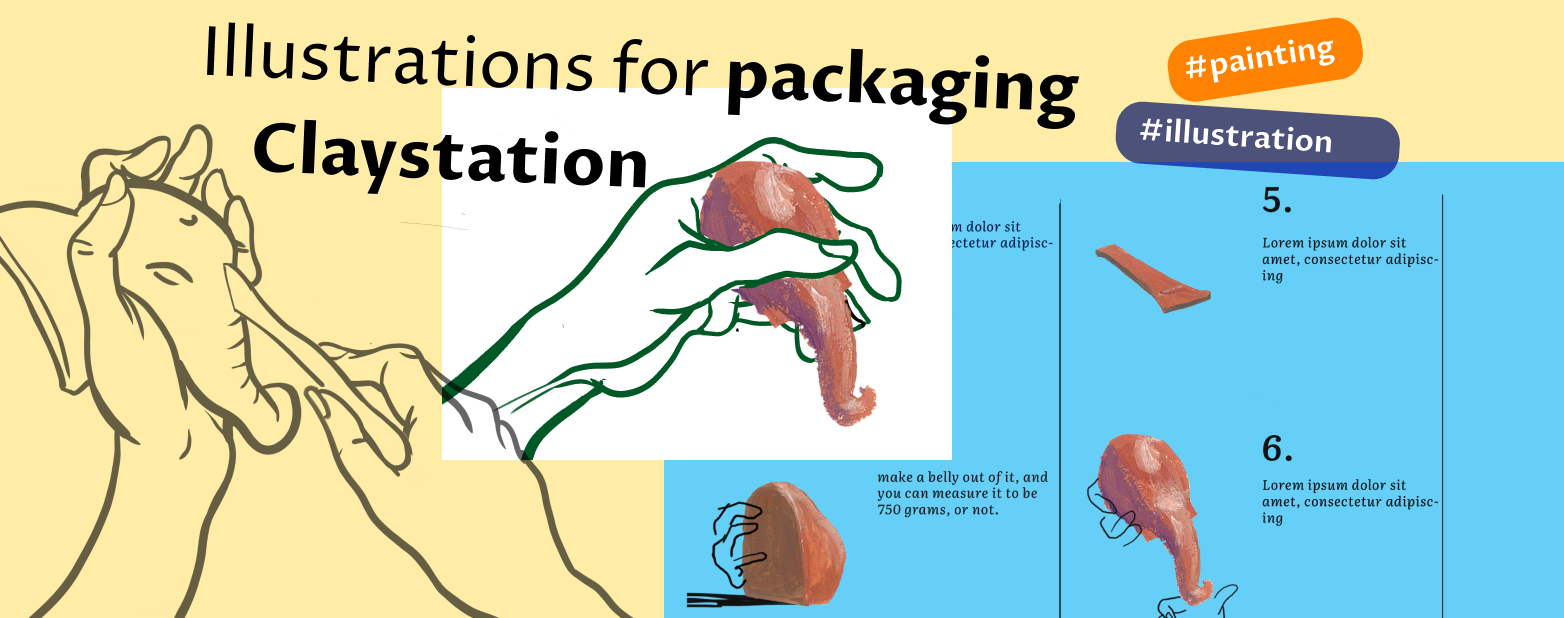 Illustrations for packaging
Claystation
#painting
#illustration
m dolor sit
ectetur adipisc-
make a belly out of it, and
you can measure it to be
750 grams, or not.
5.
Lorem ipsum dolor sit
amet, consectetur adipisc-
ing
6.
Lorem ipsum dolor sit
amet, consectetur adipisc-
ing